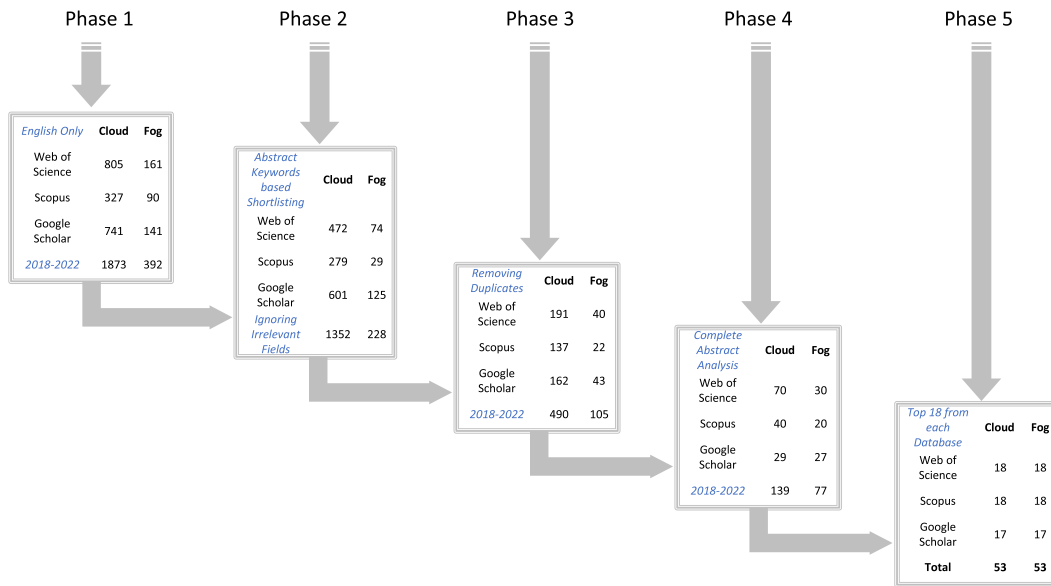 Phase 1
Phase 2
Phase 3
Phase 4
Phase 5
English Only Cloud Fog
Web of
Science 805 161
Scopus 327 90
Google
Scholar 741 141
2018-2022 1873 392
Abstract
Keywords
based
Shortlisting Cloud Fog
Web of
Science 472 74
Scopus 279 29
Google
Scholar 601 125
Ignoring
Irrelevant
Fields 1352 228
Removing
Duplicates Cloud Fog
Web of
Science 191 40
Scopus 137 22
Google
Scholar 162 43
2018-2022 490 105
Complete
Abstract
Analysis Cloud Fog
Web of
Science 70 30
Scopus 40 20
Google
Scholar 29 27
2018-2022 139 77
Top 18 from
each
Database Cloud Fog
Web of
Science 18 18
Scopus 18 18
Google
Scholar 17 17
Total 53 53